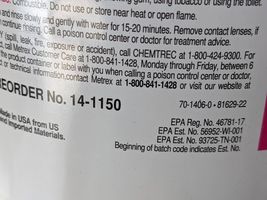 Combustible. Do not use or store near heat or open flame.
rinse slowly and gently with water for 15-20 minutes. Remove contact lenses, if
continue rinsing. Call a poison control center or doctor for treatment advice.
(spill, leak, fire, exposure or accident), call CHEMTREC at 1-800-424-9300. For
call Metrex Customer Care at 1-800-841-1428, Monday through Friday, between 6
product container or label with you when calling a poison control center or doctor,
technical information, contact Metrex at 1-800-841-1428 or visit our website at
REORDER No. 14-1150
70-1406-0 - 81629-22
Made in USA from US
and Imported Materials.
EPA Reg. No. 46781-17
EPA Est. No. 56952-WI-001
EPA Est. No. 93725-TN-001
Beginning of batch code indicates Est. No.